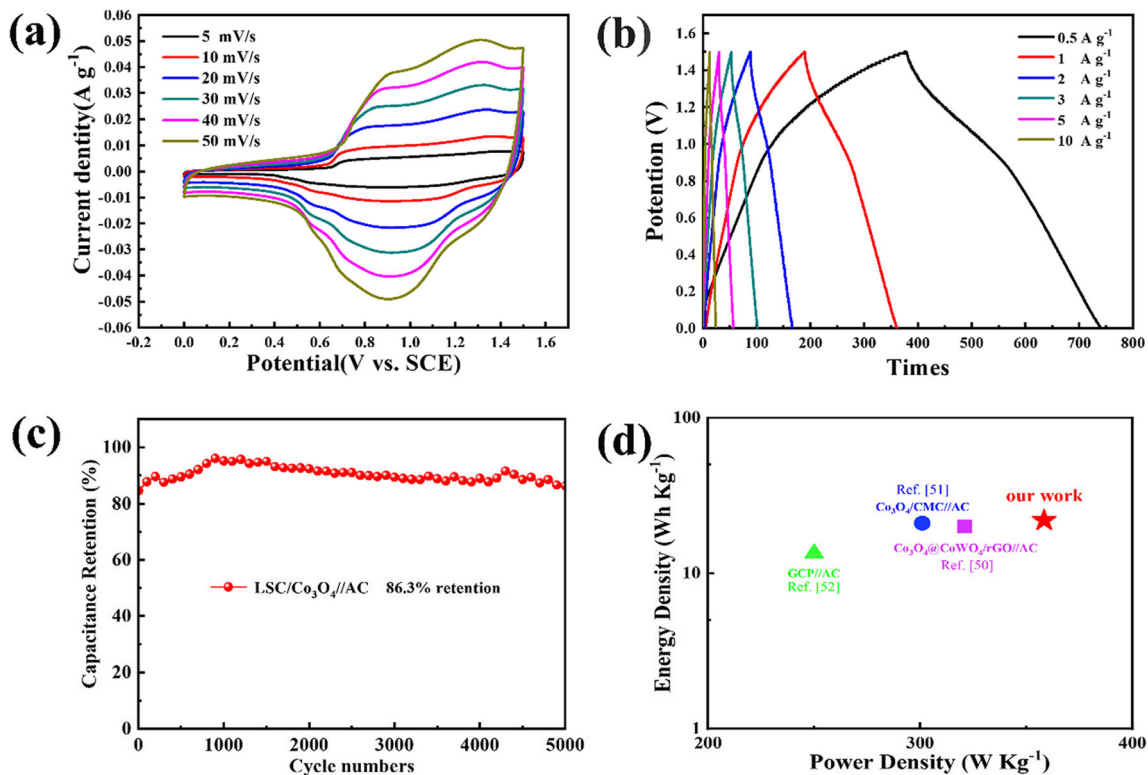 (a)
0.06
0.05
0.04
0.03
0.02
0.01
0.00
-0.01
-0.02
-0.03
-0.04
-0.05
-0.06
Current dentity(A g⁻¹)
5 mV/s
10 mV/s
20 mV/s
30 mV/s
40 mV/s
50 mV/s
-0.2 0.0 0.2 0.4 0.6 0.8 1.0 1.2 1.4 1.6
Potential(V vs. SCE)
(b)
1.6
1.4
1.2
1.0
0.8
0.6
0.4
0.2
0.0
Potention (V)
0.5 A g⁻¹
1 A g⁻¹
2 A g⁻¹
3 A g⁻¹
5 A g⁻¹
10 A g⁻¹
0 100 200 300 400 500 600 700 800
Times
(c)
100
80
60
40
20
0
Capacitance Retention (%)
LSC/Co₃O₄//AC 86.3% retention
0 1000 2000 3000 4000 5000
Cycle numbers
(d)
100
10
1
Energy Density (Wh Kg⁻¹)
Ref. [51]
Co₃O₄/CMC//AC
our work
Co₃O₄@CoWO₄/rGO//AC
Ref. [50]
GCP//AC
Ref. [52]
200 300 400
Power Density (W Kg⁻¹)